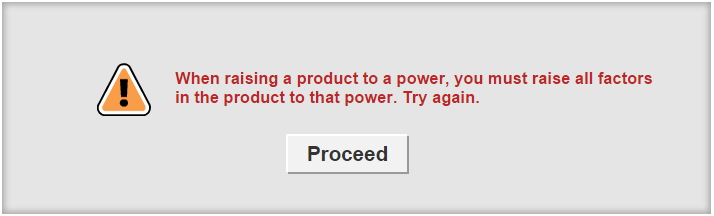 When raising a product to a power, you must raise all factors
in the product to that power. Try again.
Proceed